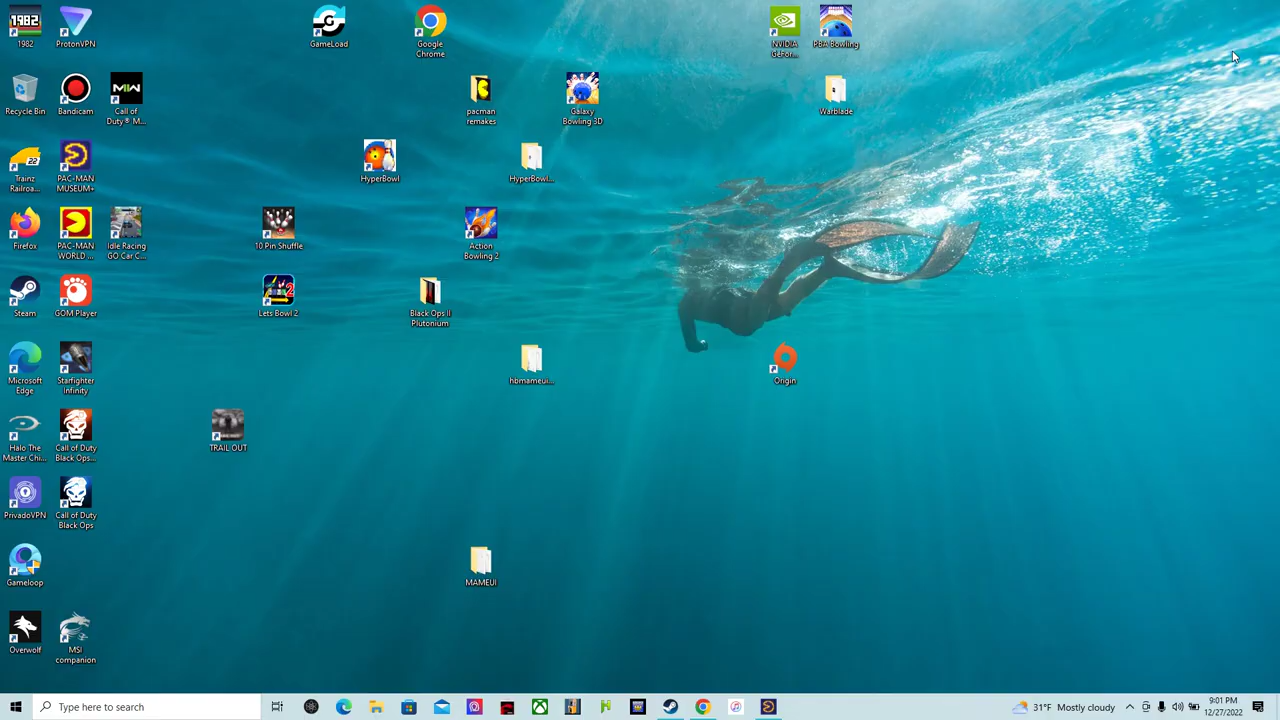 1982
ProtonVPN
GameLoad
Google
Chrome
NVIDIA
GeFor...
PBA Bowling
Recycle Bin
Bandicam
Call of
Duty® M...
pacman
remakes
Galaxy
Bowling 3D
Warblade
Trainz
Railroa...
PAC-MAN
MUSEUM+
HyperBowl
HyperBowl...
Firefox
PAC-MAN
WORLD ...
Idle Racing
GO Car C...
10 Pin Shuffle
Action
Bowling 2
Steam
GOM Player
Lets Bowl 2
Black Ops II
Plutonium
Microsoft
Edge
Starfighter
Infinity
hbmameui...
Origin
Halo The
Master Chi...
Call of Duty
Black Ops...
TRAIL OUT
PrivadoVPN
Call of Duty
Black Ops
Gameloop
MAMEUI
Overwolf
MSI
companion
Type here to search
31°F Mostly cloudy
9:01 PM
12/27/2022